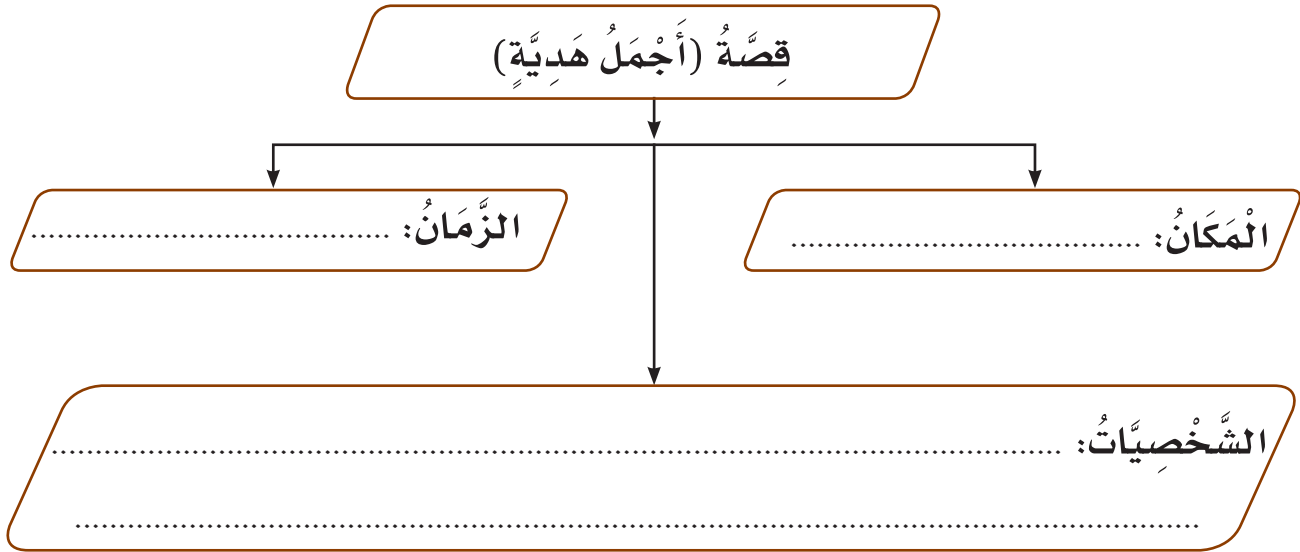 قِصَّةُ (أَجْمَلُ هَدِيَّةٍ)
الْمَكَانُ: ........................................
الزَّمَانُ: ........................................
الشَّخْصِيَّاتُ: ................................................................................
................................................................................